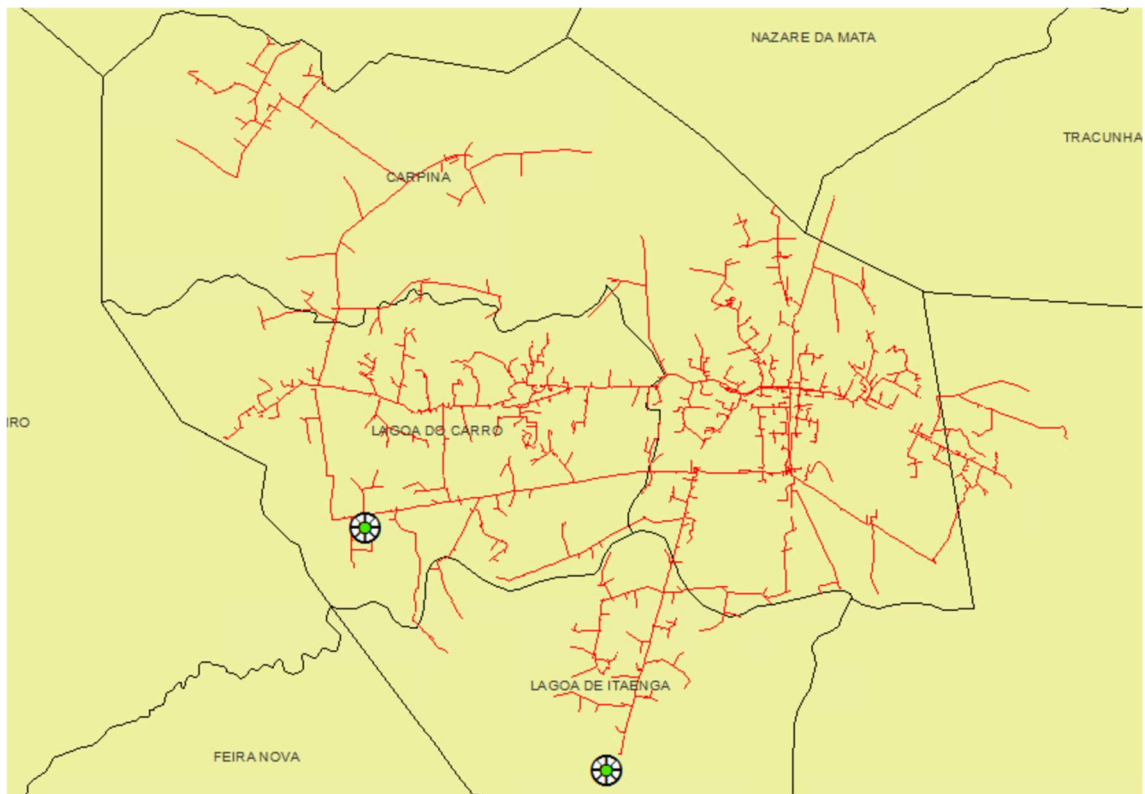 NAZARE DA MATA
TRACUNHA
CARPINA
IRO
LAGOA DO CARRO
LAGOA DE ITAENGA
FEIRA NOVA